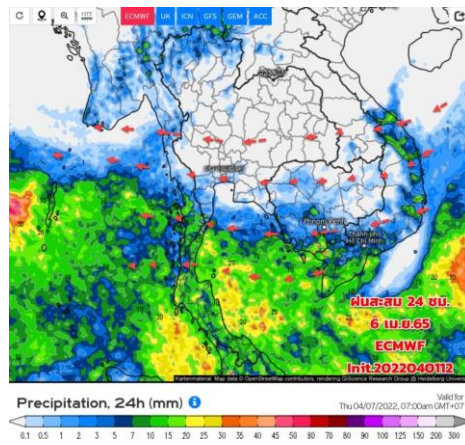 CITY
ECMWF UK ICN GFS GEM ACC
Phnom Penh
Thành phố
Hồ Chí Minh
ฝนสะสม 24 ชม.
6 เม.ย.65
ECMWF
Init.2022040112
Kartenmaterial: Map data © OpenStreetMap contributors, rendering GIScience Research Group @ Heidelberg Univers
Precipitation, 24h (mm)
Valid for
Thu 04/07/2022, 07:00am GMT+07
0.1 0.5 1 2 3 5 7 10 15 20 25 30 35 40 45 50 60 70 80 90 100 125 150 200 300